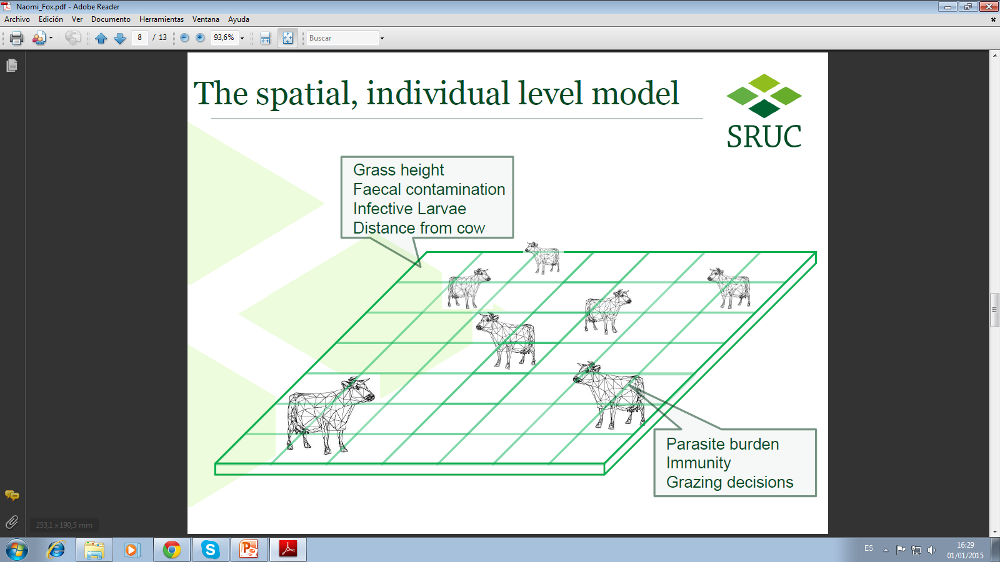 Naomi_Fox.pdf - Adobe Reader
Archivo Edición Ver Documento Herramientas Ventana Ayuda
8 / 13 93,6% Buscar
The spatial, individual level model
SRUC
Grass height
Faecal contamination
Infective Larvae
Distance from cow
Parasite burden
Immunity
Grazing decisions
253,1 x 190,5 mm
ES
16:29
01/01/2015